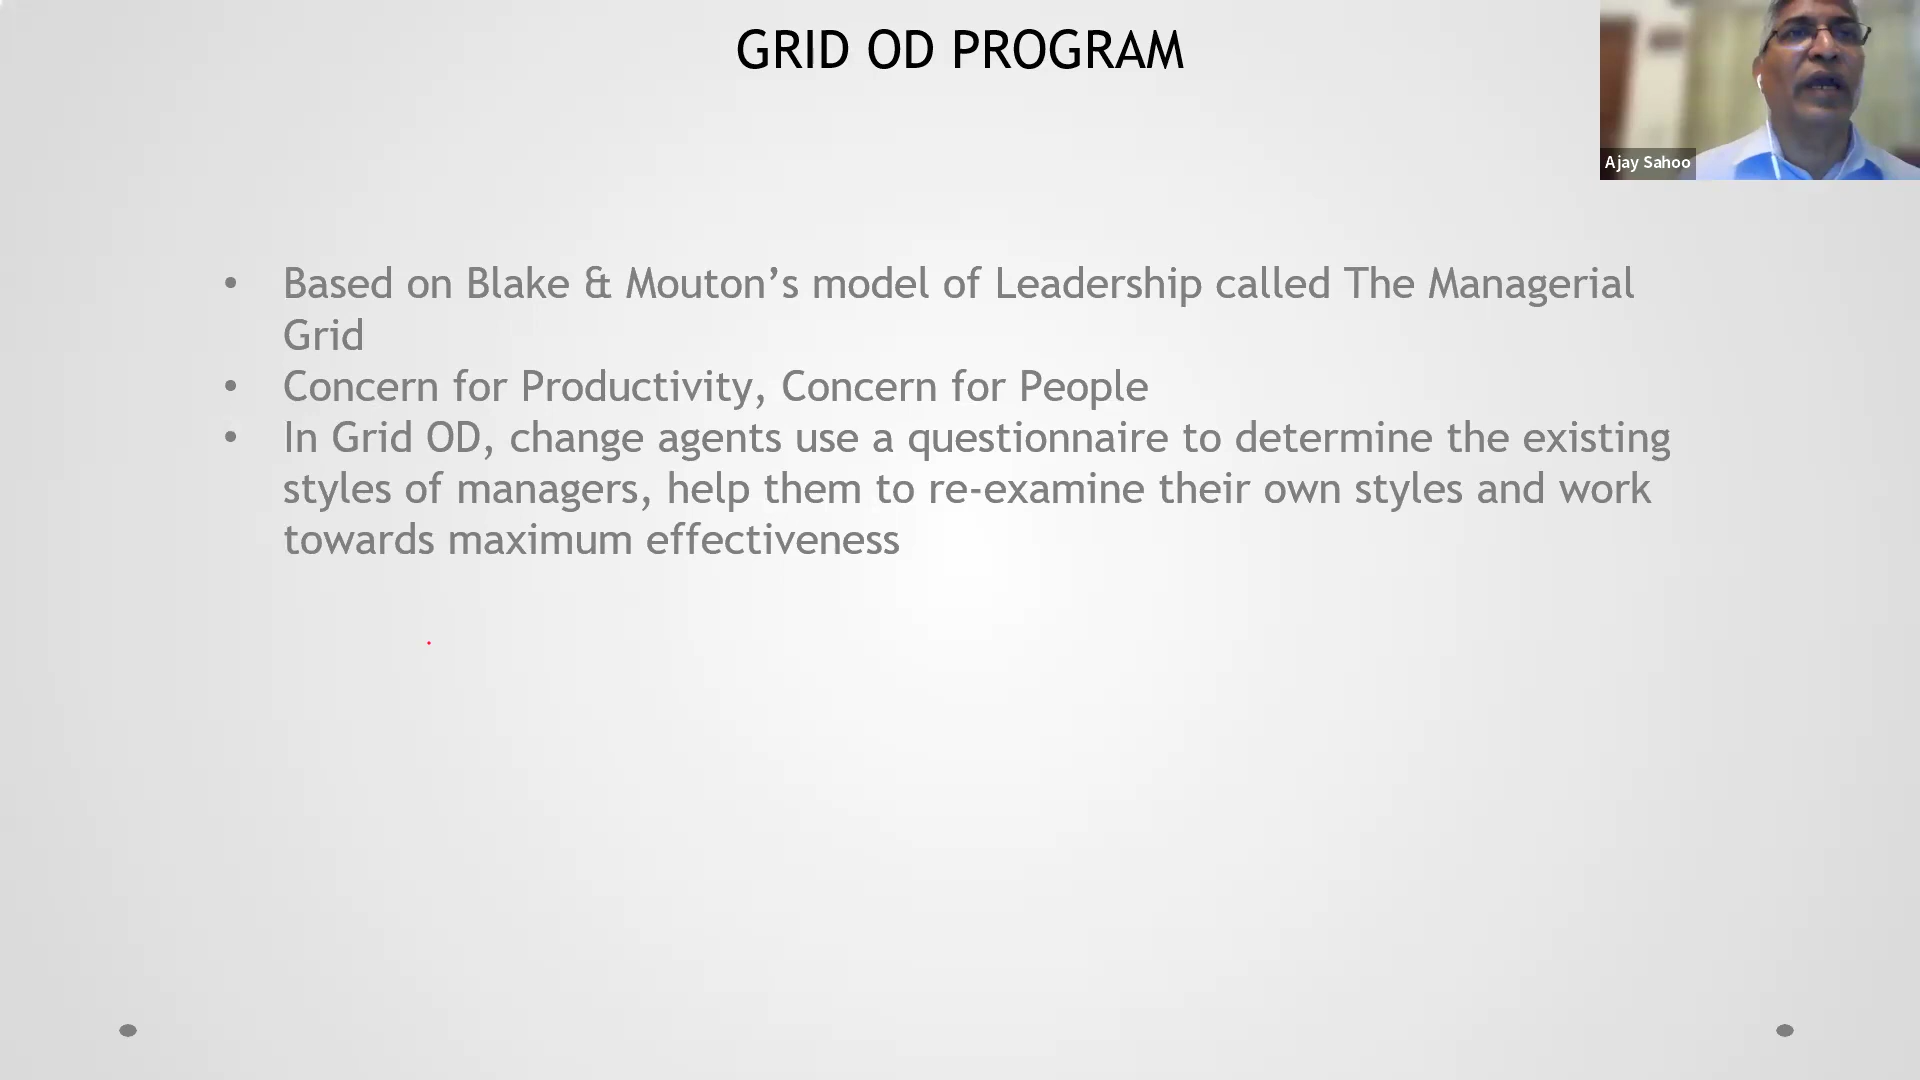 GRID OD PROGRAM
Ajay Sahoo
• Based on Blake & Mouton’s model of Leadership called The Managerial
Grid
• Concern for Productivity, Concern for People
• In Grid OD, change agents use a questionnaire to determine the existing
styles of managers, help them to re-examine their own styles and work
towards maximum effectiveness